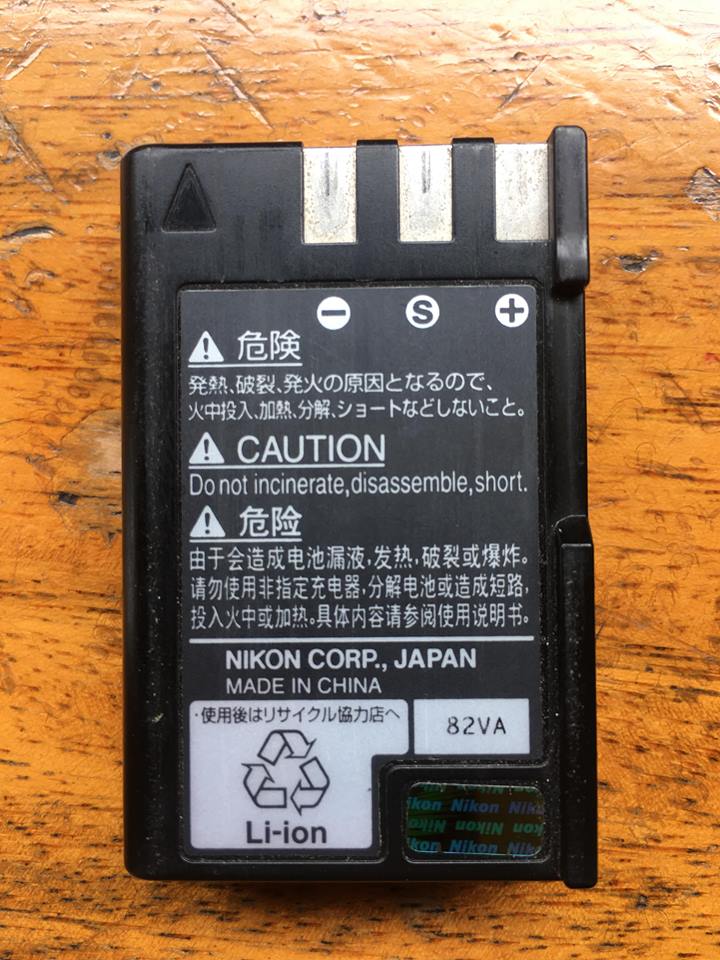 − S +
危険
発熱、破裂、発火の原因となるので、
火中投入、加熱、分解、ショートなどしないこと。
CAUTION
Do not incinerate,disassemble,short.
危险
由于会造成电池漏液,发热,破裂或爆炸。
请勿使用非指定充电器,分解电池或造成短路,
投入火中或加热。具体内容请参阅使用说明书。
NIKON CORP., JAPAN
MADE IN CHINA
・使用後はリサイクル協力店へ
82VA
Li-ion
ikon Nikon Nik
Nikon Nikon
ikon Nikon Nikon